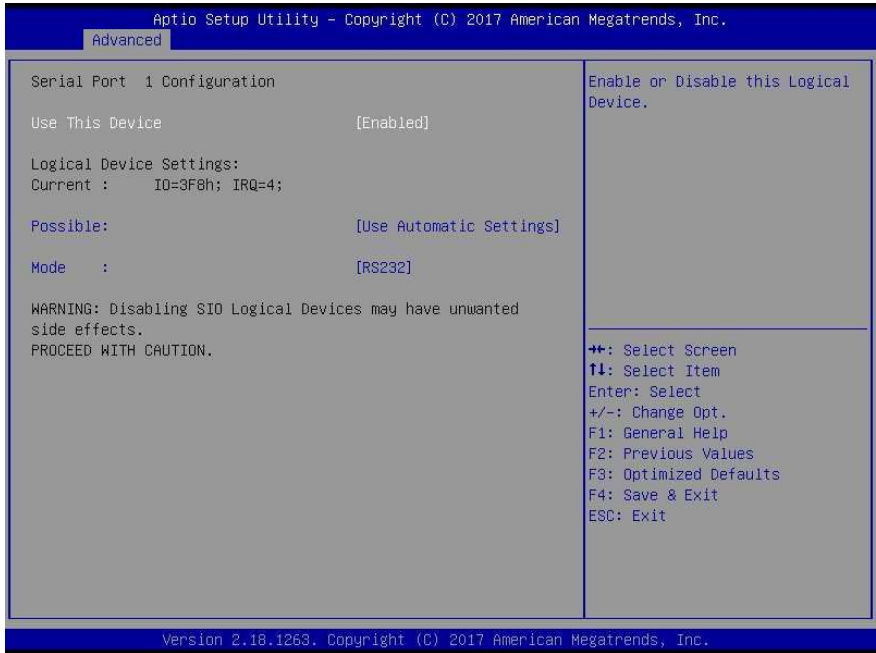 Aptio Setup Utility – Copyright (C) 2017 American Megatrends, Inc.
Advanced
Serial Port  1 Configuration
Use This Device [Enabled]
Logical Device Settings:
Current : IO=3F8h; IRQ=4;
Possible: [Use Automatic Settings]
Mode : [RS232]
WARNING: Disabling SIO Logical Devices may have unwanted
side effects.
PROCEED WITH CAUTION.
Enable or Disable this Logical
Device.
→←: Select Screen
↑↓: Select Item
Enter: Select
+/-: Change Opt.
F1: General Help
F2: Previous Values
F3: Optimized Defaults
F4: Save & Exit
ESC: Exit
Version 2.18.1263. Copyright (C) 2017 American Megatrends, Inc.